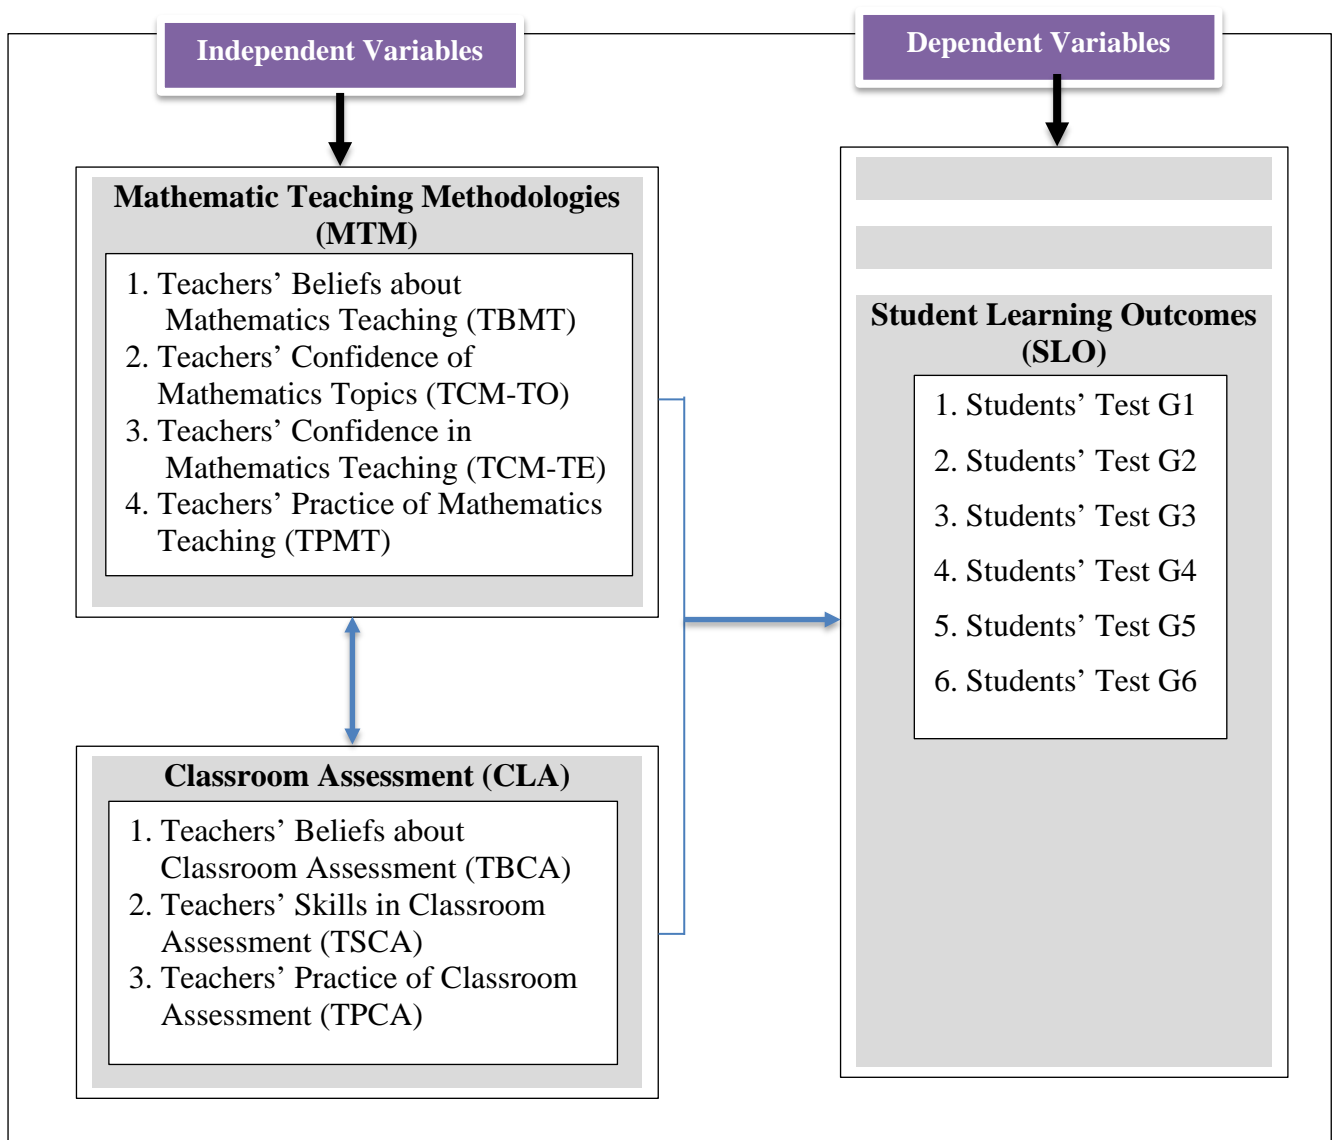 Independent Variables
Dependent Variables
Mathematic Teaching Methodologies
(MTM)
1. Teachers’ Beliefs about
Mathematics Teaching (TBMT)
2. Teachers’ Confidence of
Mathematics Topics (TCM-TO)
3. Teachers’ Confidence in
Mathematics Teaching (TCM-TE)
4. Teachers’ Practice of Mathematics
Teaching (TPMT)
Classroom Assessment (CLA)
1. Teachers’ Beliefs about
Classroom Assessment (TBCA)
2. Teachers’ Skills in Classroom
Assessment (TSCA)
3. Teachers’ Practice of Classroom
Assessment (TPCA)
Student Learning Outcomes
(SLO)
1. Students’ Test G1
2. Students’ Test G2
3. Students’ Test G3
4. Students’ Test G4
5. Students’ Test G5
6. Students’ Test G6